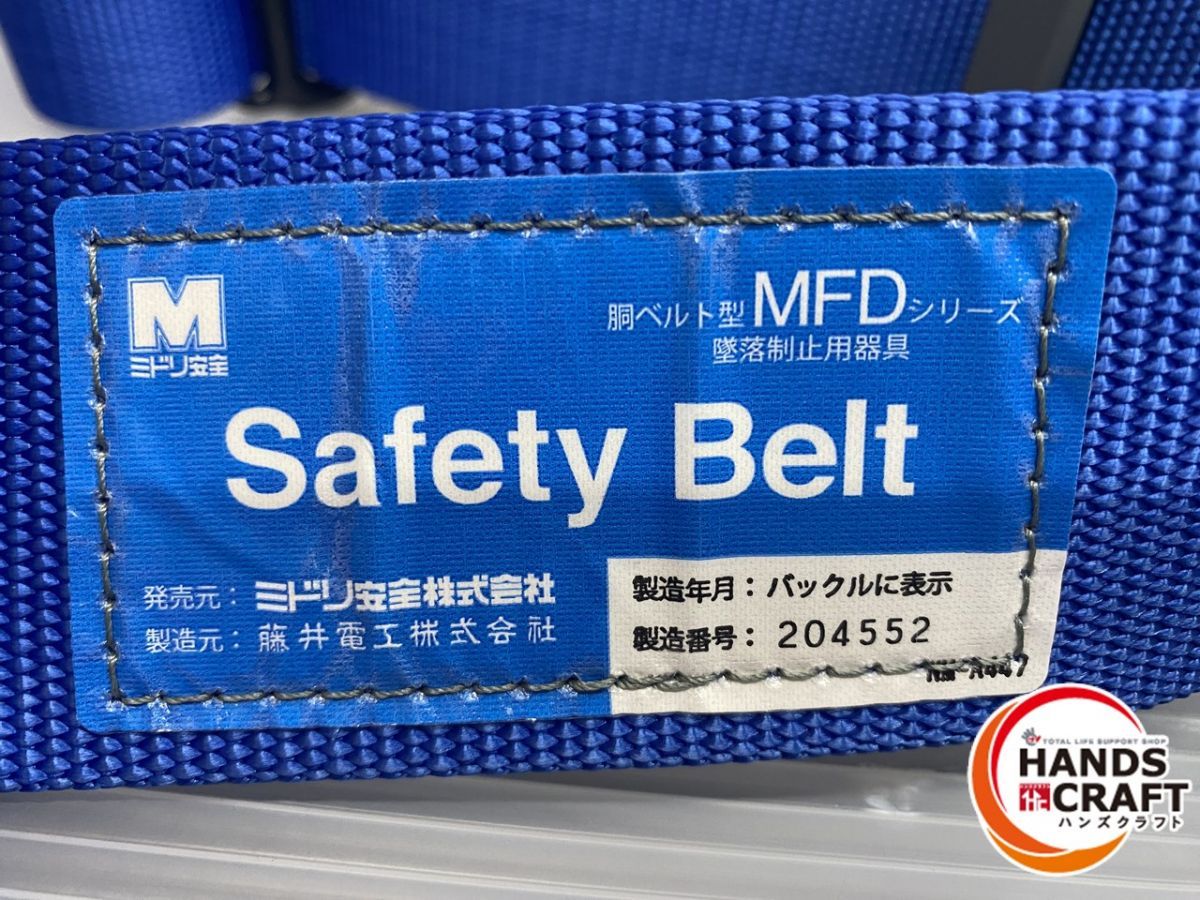 M
ミドリ安全
胴ベルト型 MFDシリーズ
墜落制止用器具
Safety Belt
発売元：ミドリ安全株式会社
製造元：藤井電工株式会社
製造年月：バックルに表示
製造番号：204552
TOTAL LIFE SUPPORT SHOP
HANDS
CRAFT
ハンズクラフト